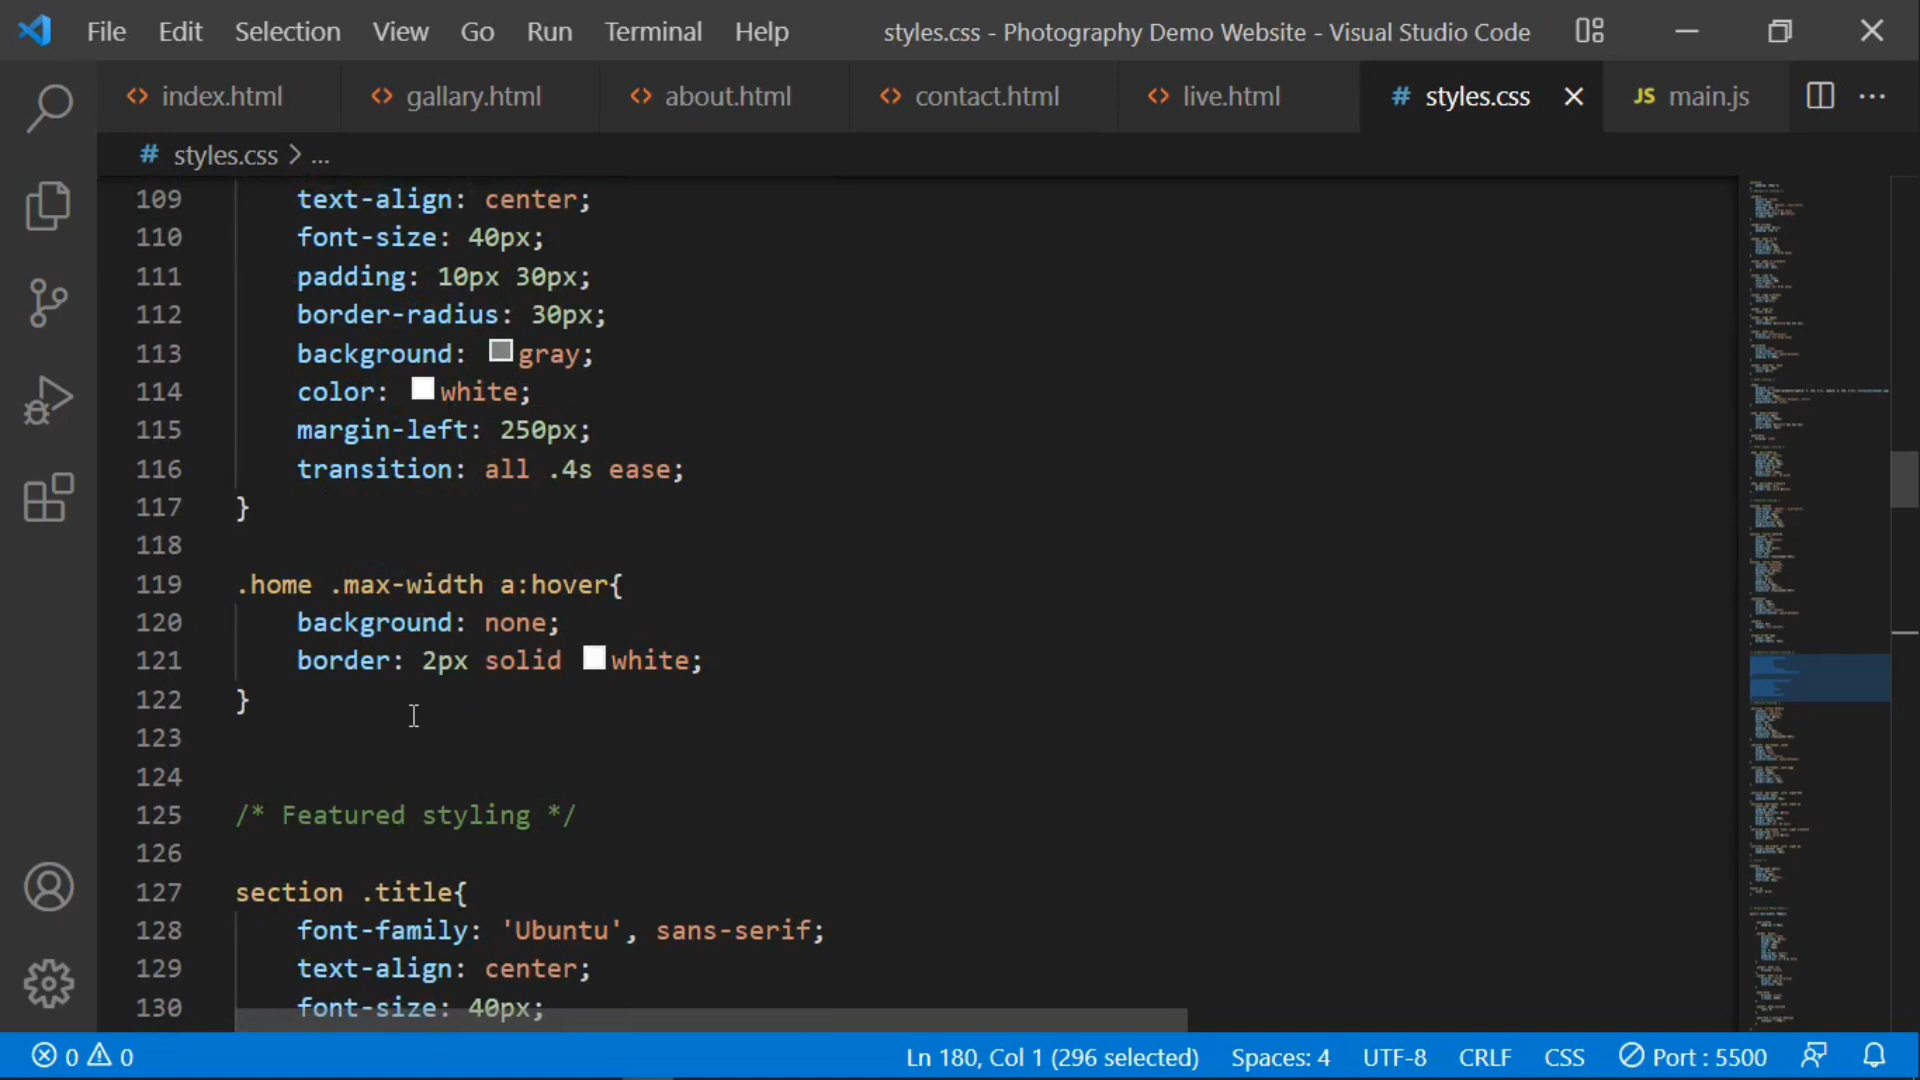 File Edit Selection View Go Run Terminal Help styles.css - Photography Demo Website - Visual Studio Code
<> index.html <> gallary.html <> about.html <> contact.html <> live.html # styles.css × JS main.js ...
# styles.css > ...
109 text-align: center;
110 font-size: 40px;
111 padding: 10px 30px;
112 border-radius: 30px;
113 background: gray;
114 color: white;
115 margin-left: 250px;
116 transition: all .4s ease;
117 }
118
119 .home .max-width a:hover{
120 background: none;
121 border: 2px solid white;
122 }
123
124
125 /* Featured styling */
126
127 section .title{
128 font-family: 'Ubuntu', sans-serif;
129 text-align: center;
130 font-size: 40px;
0 0 Ln 180, Col 1 (296 selected) Spaces: 4 UTF-8 CRLF CSS Port : 5500